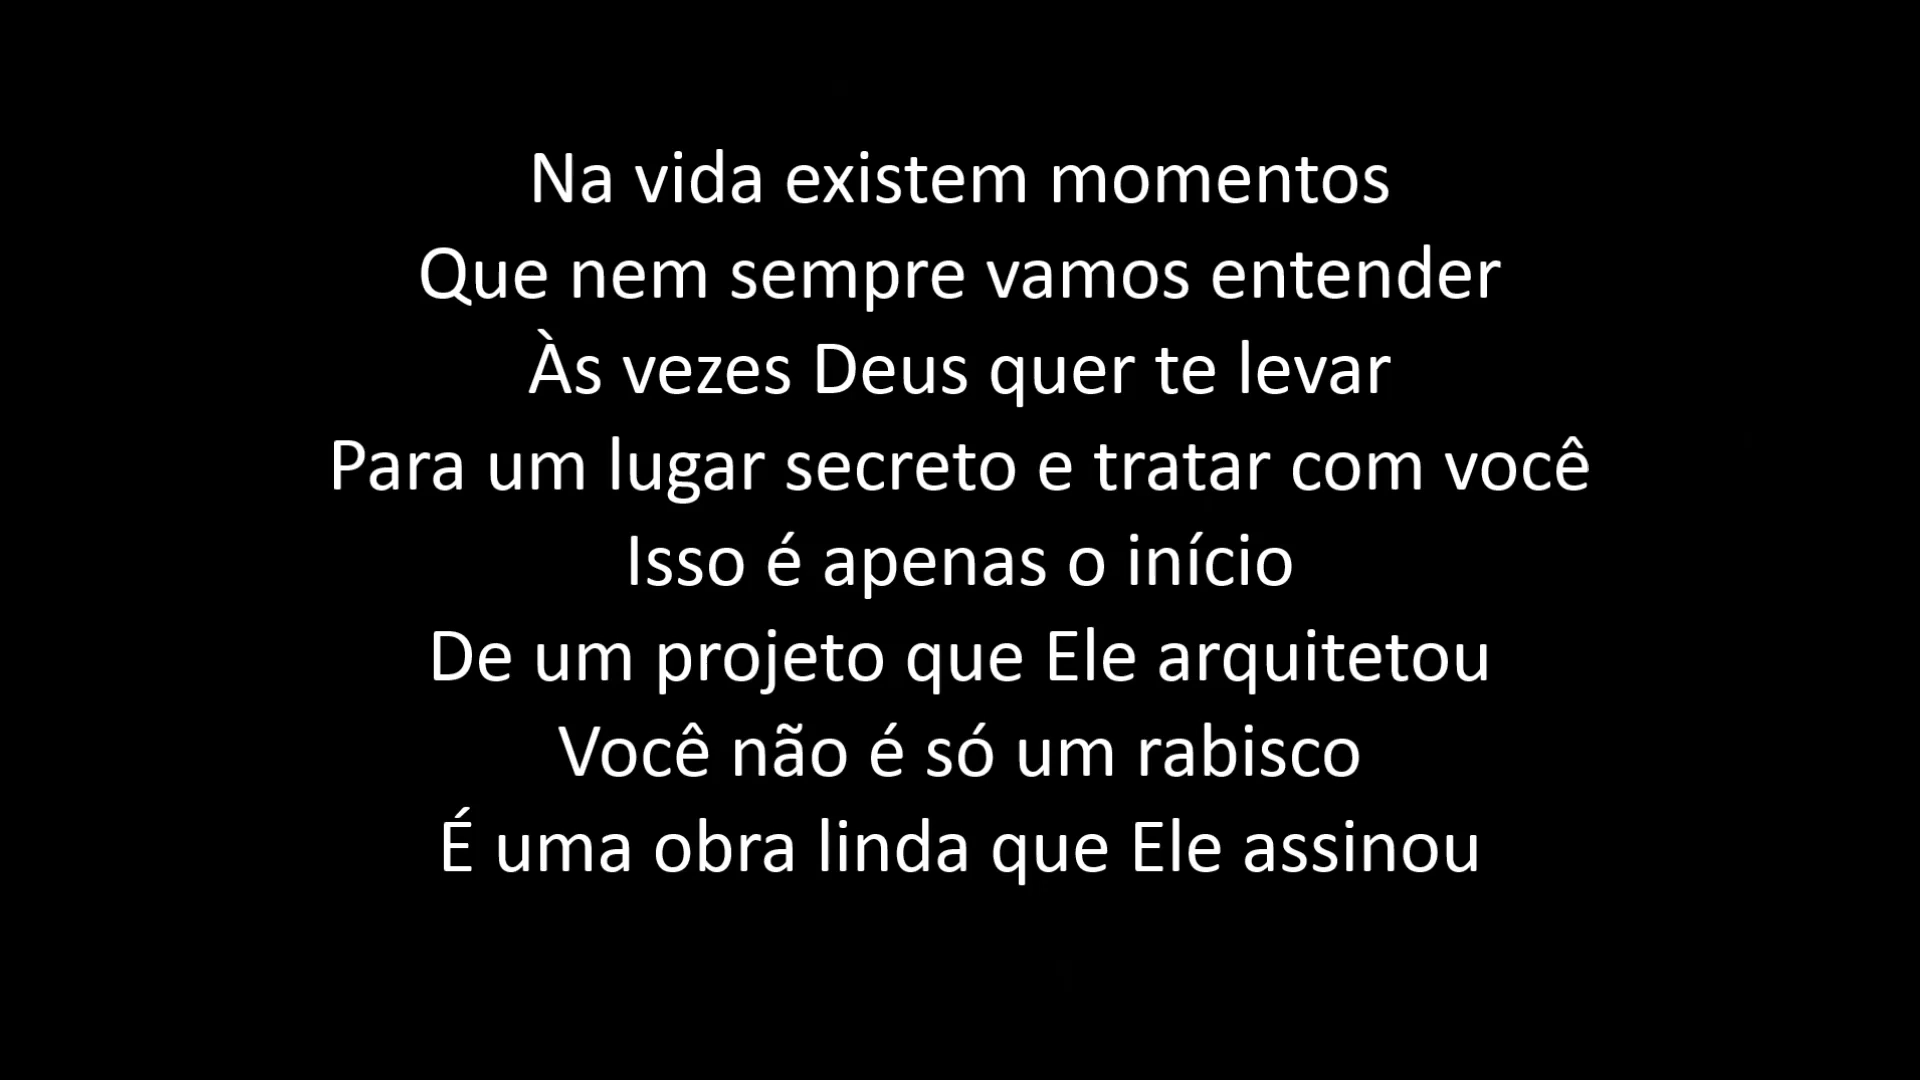 Na vida existem momentos
Que nem sempre vamos entender
Às vezes Deus quer te levar
Para um lugar secreto e tratar com você
Isso é apenas o início
De um projeto que Ele arquitetou
Você não é só um rabisco
É uma obra linda que Ele assinou